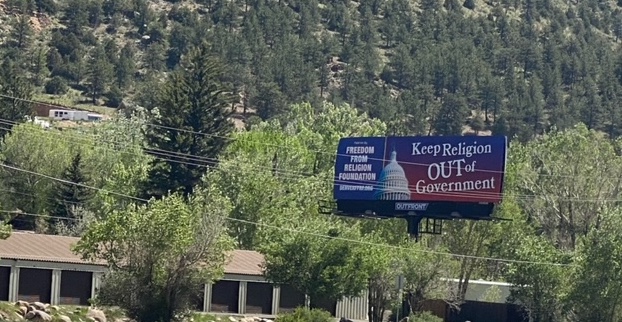 FREEDOM
FROM
RELIGION
FOUNDATION
Keep Religion
OUT of
Government
OUTFRONT